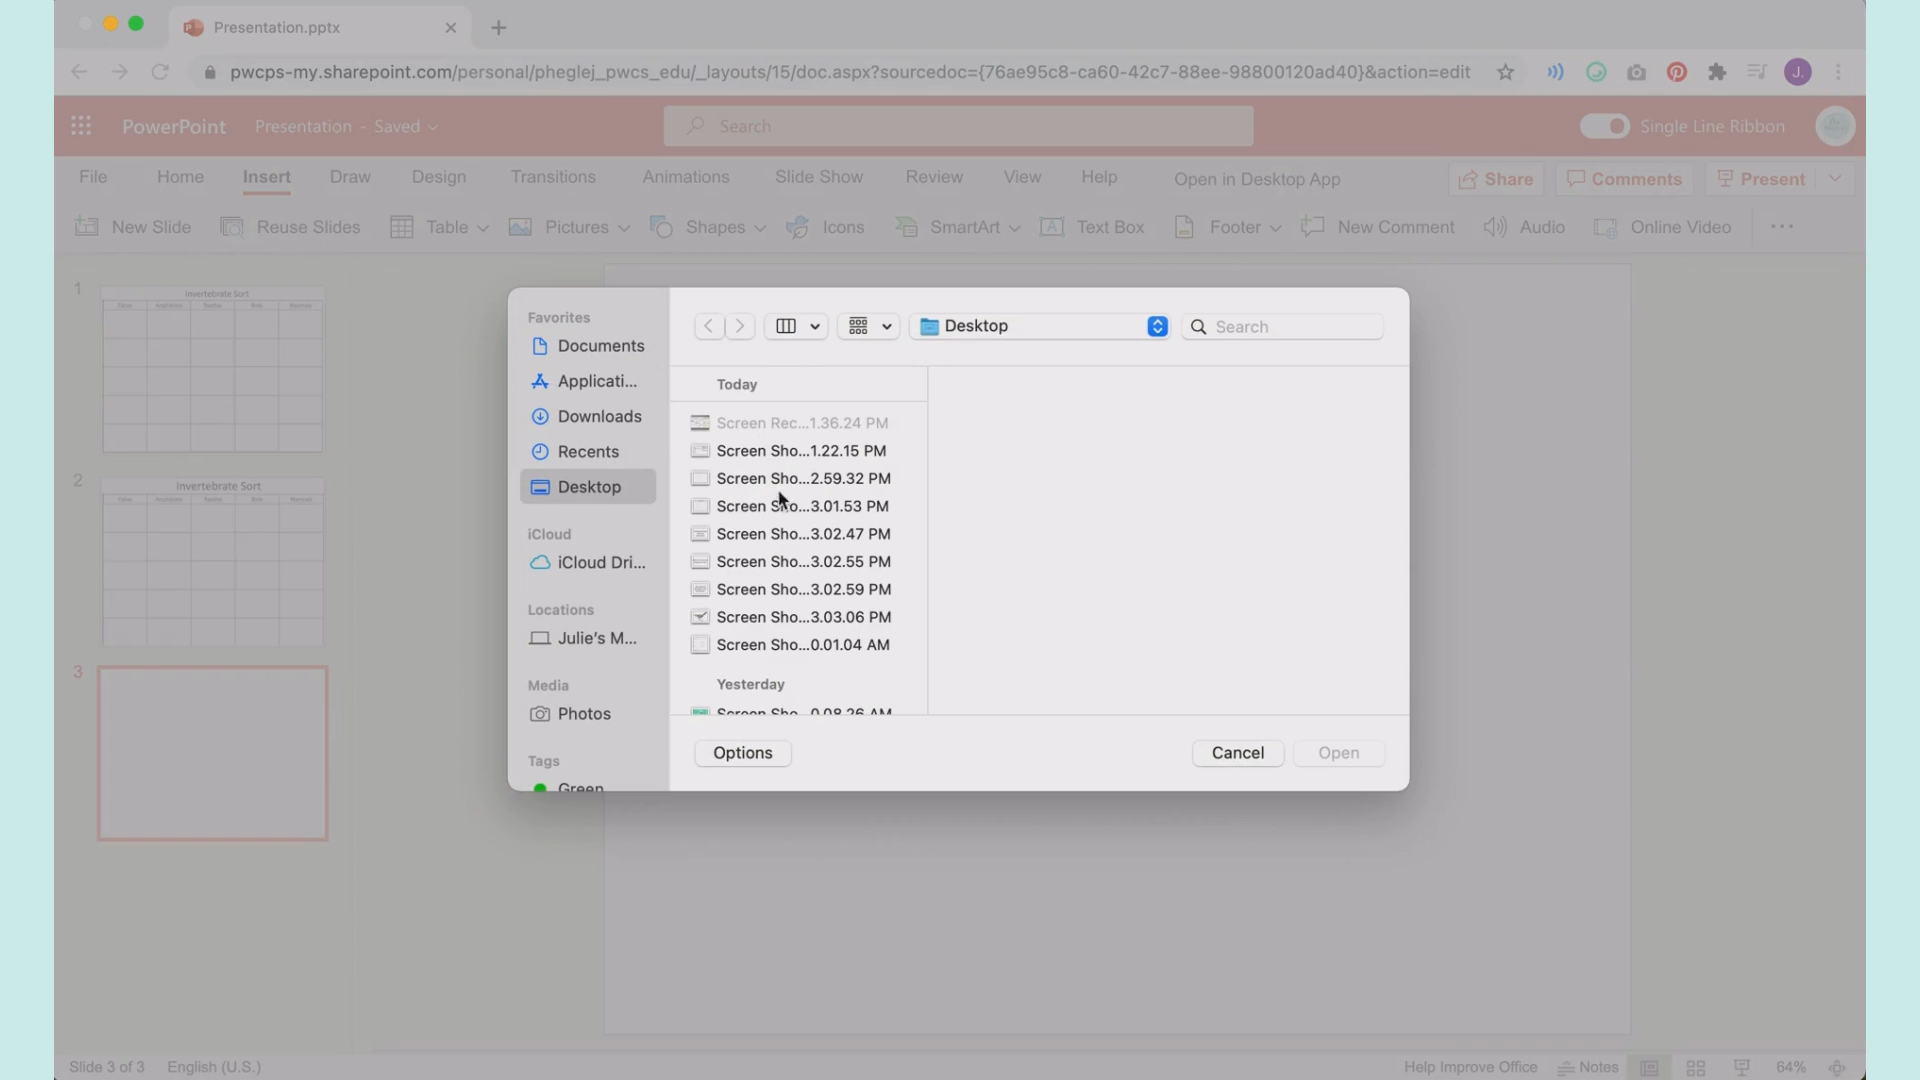 Presentation.pptx
pwcps-my.sharepoint.com/personal/pheglej_pwcs_edu/_layouts/15/doc.aspx?sourcedoc={76ae95c8-ca60-42c7-88ee-98800120ad40}&action=edit
J.
PowerPoint Presentation - Saved Search Single Line Ribbon
File Home Insert Draw Design Transitions Animations Slide Show Review View Help Open in Desktop App Share Comments Present
New Slide Reuse Slides Table Pictures Shapes Icons SmartArt Text Box Footer New Comment Audio Online Video ...
1
Invertebrate Sort
2
Invertebrate Sort
3
Favorites
Documents
Applicati...
Downloads
Recents
Desktop
iCloud
iCloud Dri...
Locations
Julie's M...
Media
Photos
Tags
Green
Desktop Search
Today
Screen Rec...1.36.24 PM
Screen Sho...1.22.15 PM
Screen Sho...2.59.32 PM
Screen Sho...3.01.53 PM
Screen Sho...3.02.47 PM
Screen Sho...3.02.55 PM
Screen Sho...3.02.59 PM
Screen Sho...3.03.06 PM
Screen Sho...0.01.04 AM
Yesterday
Screen Sho...0.08.26 AM
Options Cancel Open
Slide 3 of 3 English (U.S.) Help Improve Office Notes 64%